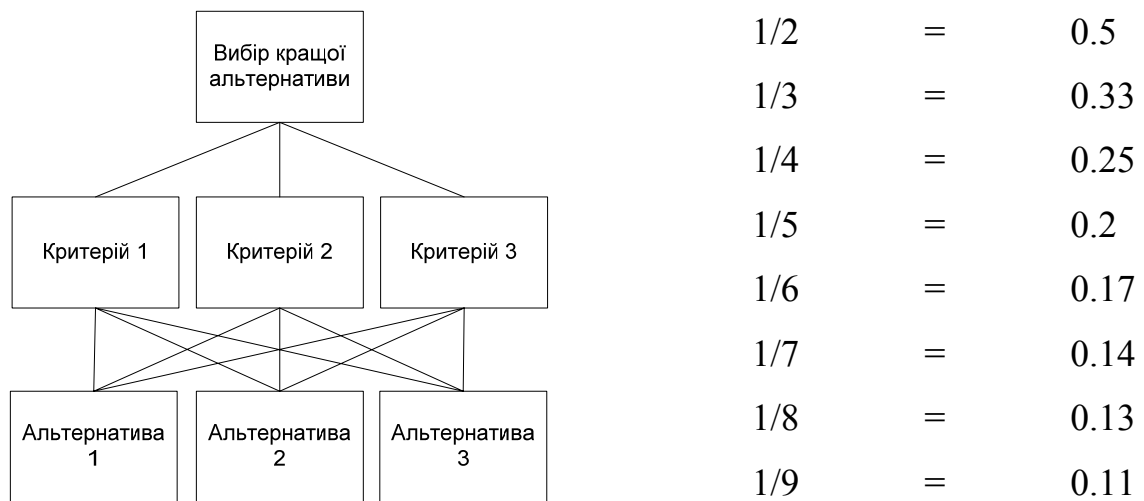 Вибір кращої
альтернативи
Критерій 1
Критерій 2
Критерій 3
Альтернатива
1
Альтернатива
2
Альтернатива
3
1/2 = 0.5
1/3 = 0.33
1/4 = 0.25
1/5 = 0.2
1/6 = 0.17
1/7 = 0.14
1/8 = 0.13
1/9 = 0.11